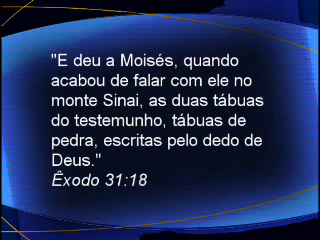 "E deu a Moisés, quando
acabou de falar com ele no
monte Sinai, as duas tábuas
do testemunho, tábuas de
pedra, escritas pelo dedo de
Deus."
Êxodo 31:18